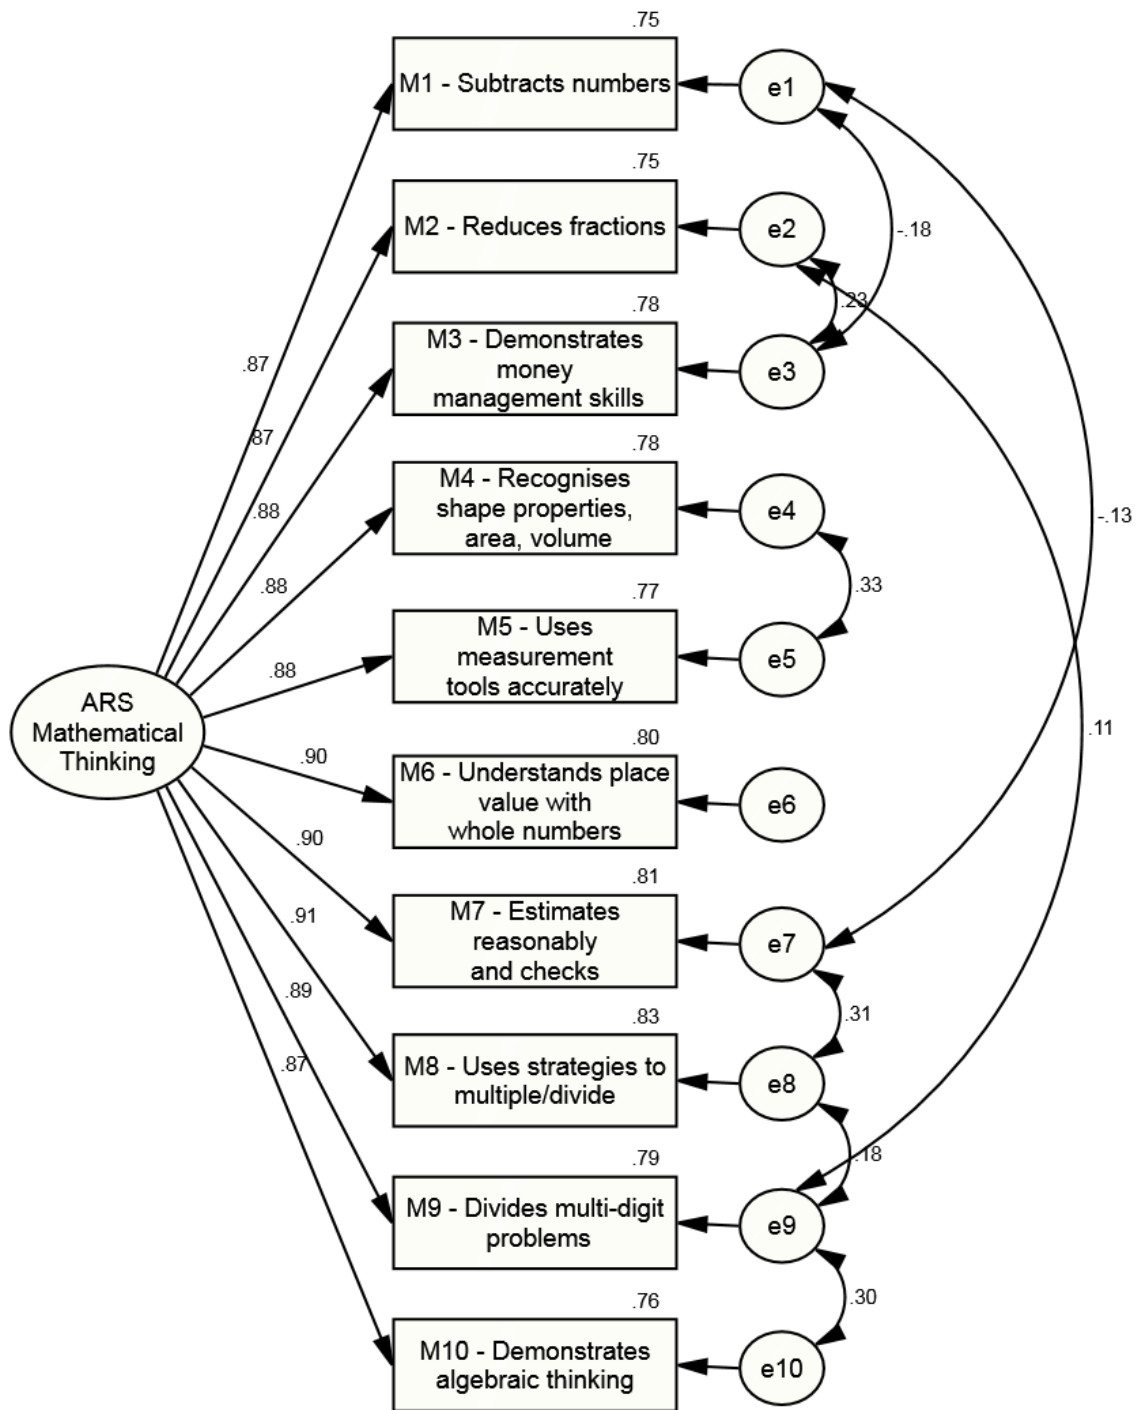 .75
M1 - Subtracts numbers
e1
.75
M2 - Reduces fractions
e2
-.18
.23
.78
M3 - Demonstrates
money
management skills
e3
.87
.87
.88
.78
M4 - Recognises
shape properties,
area, volume
e4
-.13
.88
.33
.77
M5 - Uses
measurement
tools accurately
e5
.88
ARS
Mathematical
Thinking
.11
.90
.80
M6 - Understands place
value with
whole numbers
e6
.90
.81
M7 - Estimates
reasonably
and checks
e7
.91
.89
.31
.83
M8 - Uses strategies to
multiple/divide
e8
.87
.18
.79
M9 - Divides multi-digit
problems
e9
.30
.76
M10 - Demonstrates
algebraic thinking
e10